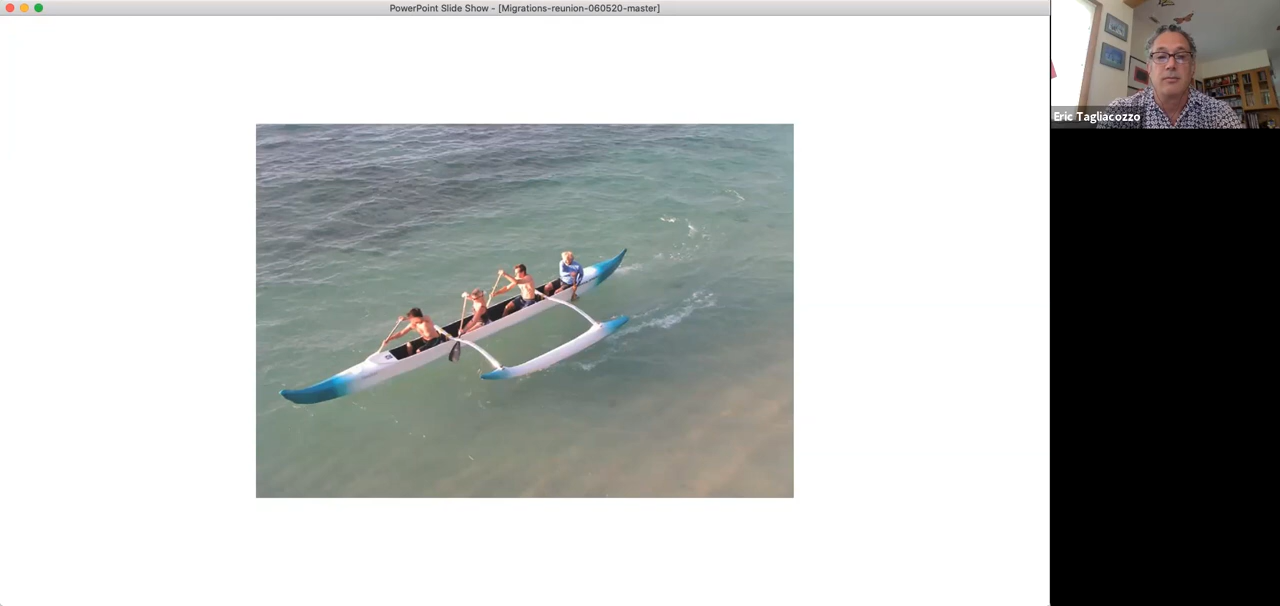 PowerPoint Slide Show - [Migrations-reunion-060520-master]
Eric Tagliacozzo